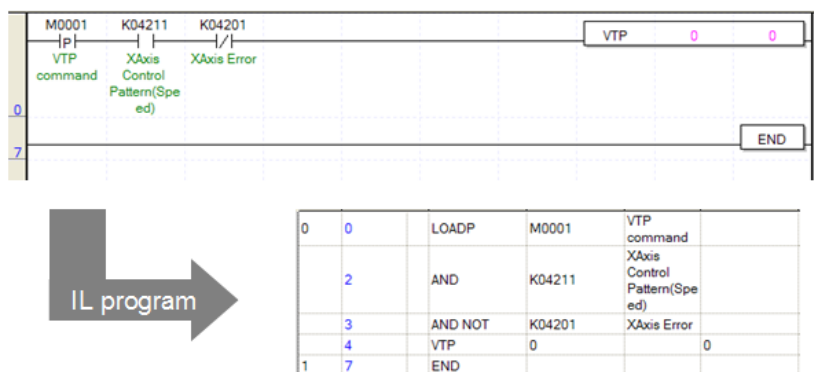 M0001 K04211 K04201
P
VTP 0 0
VTP XAxis XAxis Error
command Control
Pattern(Spe
ed)
0
END
7
IL program
0 0 LOADP M0001 VTP
command
XAxis
2 AND K04211 Control
Pattern(Spe
ed)
3 AND NOT K04201 XAxis Error
4 VTP 0 0
1 7 END